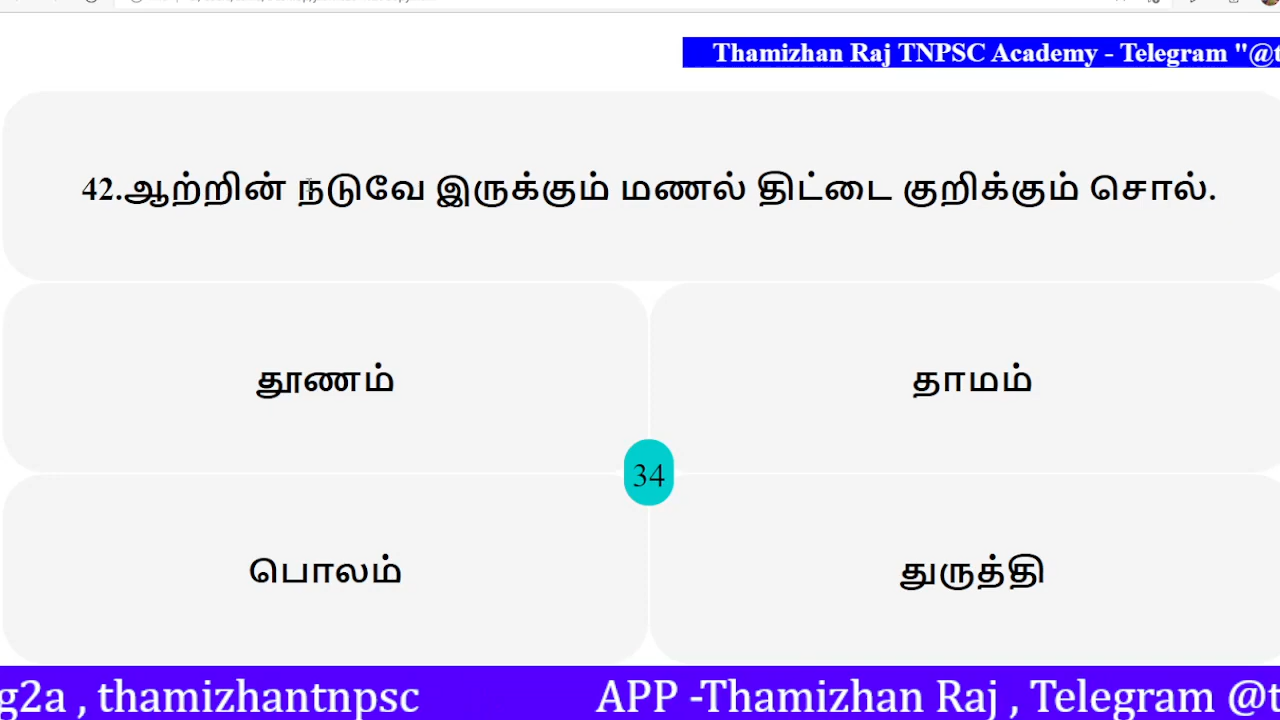 Thamizhan Raj TNPSC Academy - Telegram "@t
42.ஆற்றின் நடுவே இருக்கும் மணல் திட்டை குறிக்கும் சொல்.
தூணம்
தாமம்
34
பொலம்
துருத்தி
g2a , thamizhantnpsc APP -Thamizhan Raj , Telegram @t